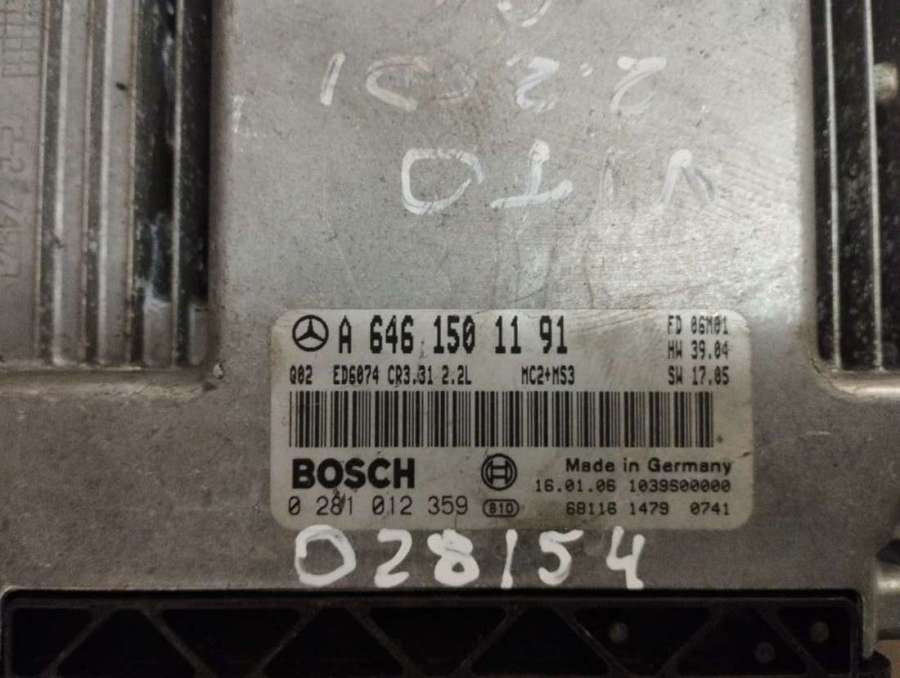 2.2 CDI
VITO
A 646 150 11 91
FD 06M01
HW 39.04
Q02 ED6074 CR3.31 2.2L MC2+MS3
SW 17.05
BOSCH
Made in Germany
16.01.06 1039S00000
0 281 012 359 810 68116 1479 0741
028154